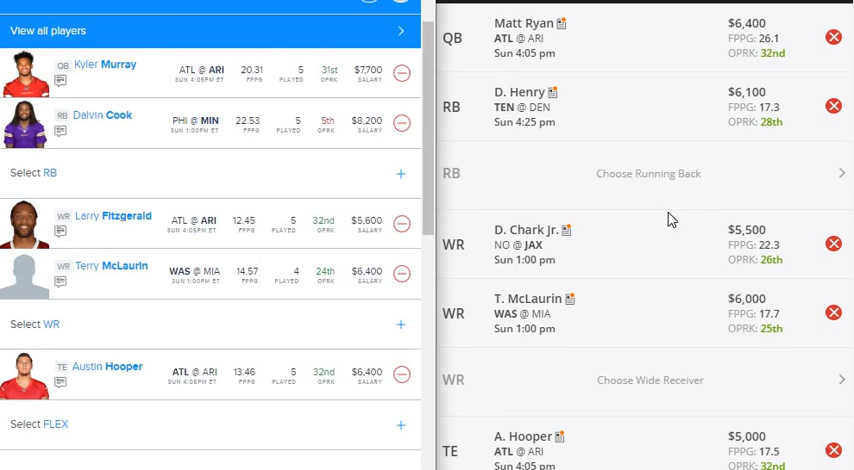 View all players
QB Kyler Murray ATL @ ARI 20.31 5 31st $7,700
SUN 4:05PM ET FPPG PLAYED OPRK SALARY
RB Dalvin Cook PHI @ MIN 22.53 5 5th $8,200
SUN 1:00PM ET FPPG PLAYED OPRK SALARY
Select RB
WR Larry Fitzgerald ATL @ ARI 12.45 5 32nd $5,600
SUN 4:05PM ET FPPG PLAYED OPRK SALARY
WR Terry McLaurin WAS @ MIA 14.57 4 24th $6,400
SUN 1:00PM ET FPPG PLAYED OPRK SALARY
Select WR
TE Austin Hooper ATL @ ARI 13.46 5 32nd $6,400
SUN 4:05PM ET FPPG PLAYED OPRK SALARY
Select FLEX
QB Matt Ryan $6,400
ATL @ ARI FPPG: 26.1
Sun 4:05 pm OPRK: 32nd
RB D. Henry $6,100
TEN @ DEN FPPG: 17.3
Sun 4:25 pm OPRK: 28th
RB Choose Running Back
WR D. Chark Jr. $5,500
NO @ JAX FPPG: 22.3
Sun 1:00 pm OPRK: 26th
WR T. McLaurin $6,000
WAS @ MIA FPPG: 17.7
Sun 1:00 pm OPRK: 25th
WR Choose Wide Receiver
TE A. Hooper $5,000
ATL @ ARI FPPG: 17.5
Sun 4:05 pm OPRK: 32nd